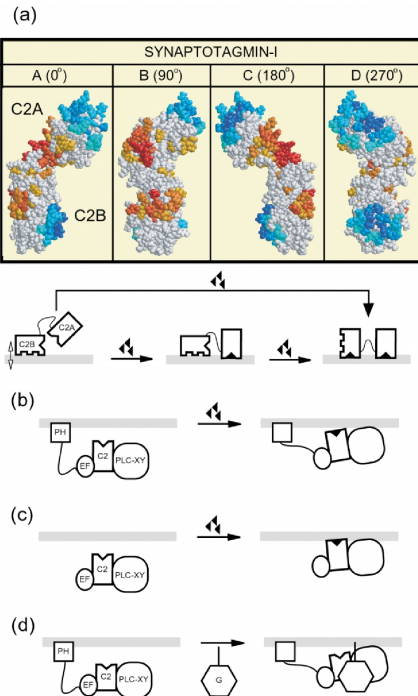 (a)
SYNAPTOTAGMIN-I
A (0°) B (90°) C (180°) D (270°)
C2A
C2B
C2B C2A
(b)
PH
EF C2 PLC-XY
(c)
EF C2 PLC-XY
(d)
PH
EF C2 PLC-XY G